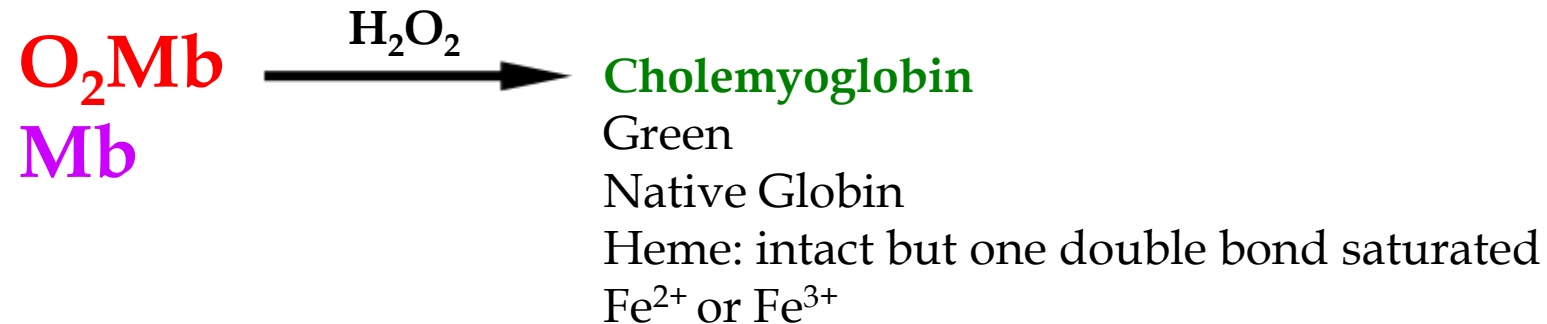 H₂O₂
O₂Mb
Mb
Cholemyoglobin
Green
Native Globin
Heme: intact but one double bond saturated
Fe²⁺ or Fe³⁺